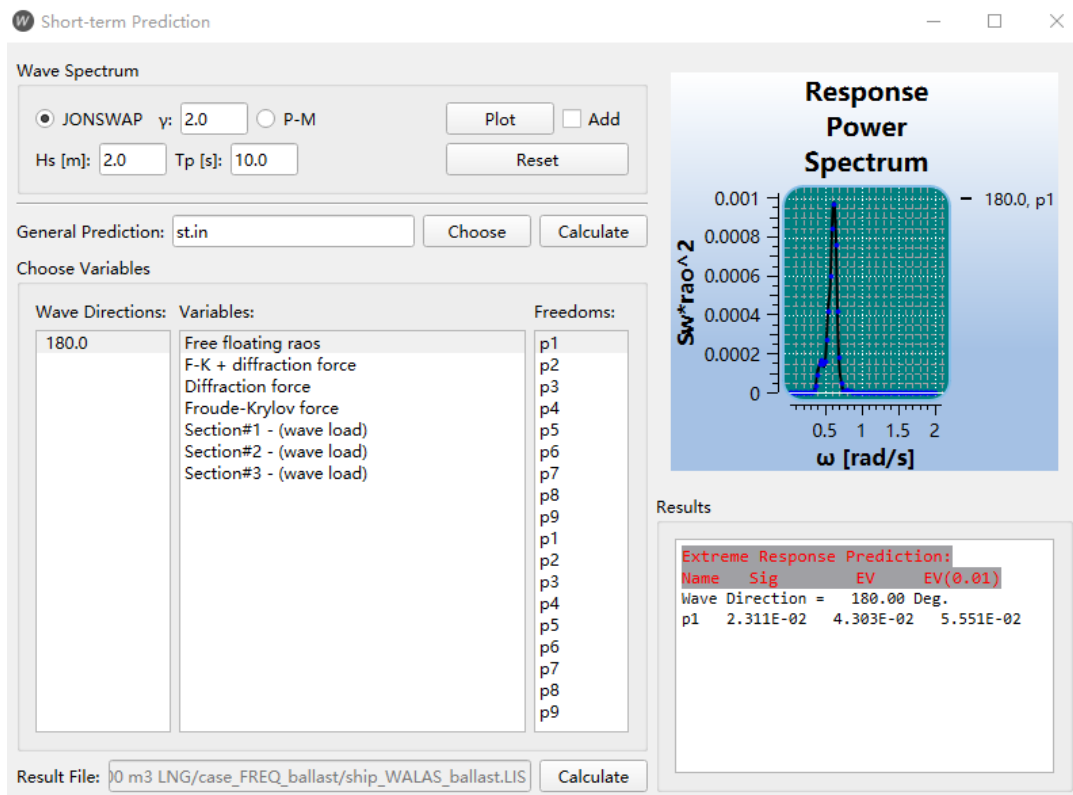 W Short-term Prediction
Wave Spectrum
JONSWAP γ: 2.0 P-M Plot Add
Hs [m]: 2.0 Tp [s]: 10.0 Reset
General Prediction: st.in Choose Calculate
Choose Variables
Wave Directions: Variables: Freedoms:
180.0 Free floating raos p1
F-K + diffraction force p2
Diffraction force p3
Froude-Krylov force p4
Section#1 - (wave load) p5
Section#2 - (wave load) p6
Section#3 - (wave load) p7
p8
p9
p1
p2
p3
p4
p5
p6
p7
p8
p9
Result File: 00 m3 LNG/case_FREQ_ballast/ship_WALAS_ballast.LIS Calculate
Response
Power
Spectrum
180.0, p1
0.001
0.0008
0.0006
0.0004
0.0002
0
Sw*rao^2
0.5 1 1.5 2
ω [rad/s]
Results
Extreme Response Prediction:
Name Sig EV EV(0.01)
Wave Direction = 180.00 Deg.
p1 2.311E-02 4.303E-02 5.551E-02